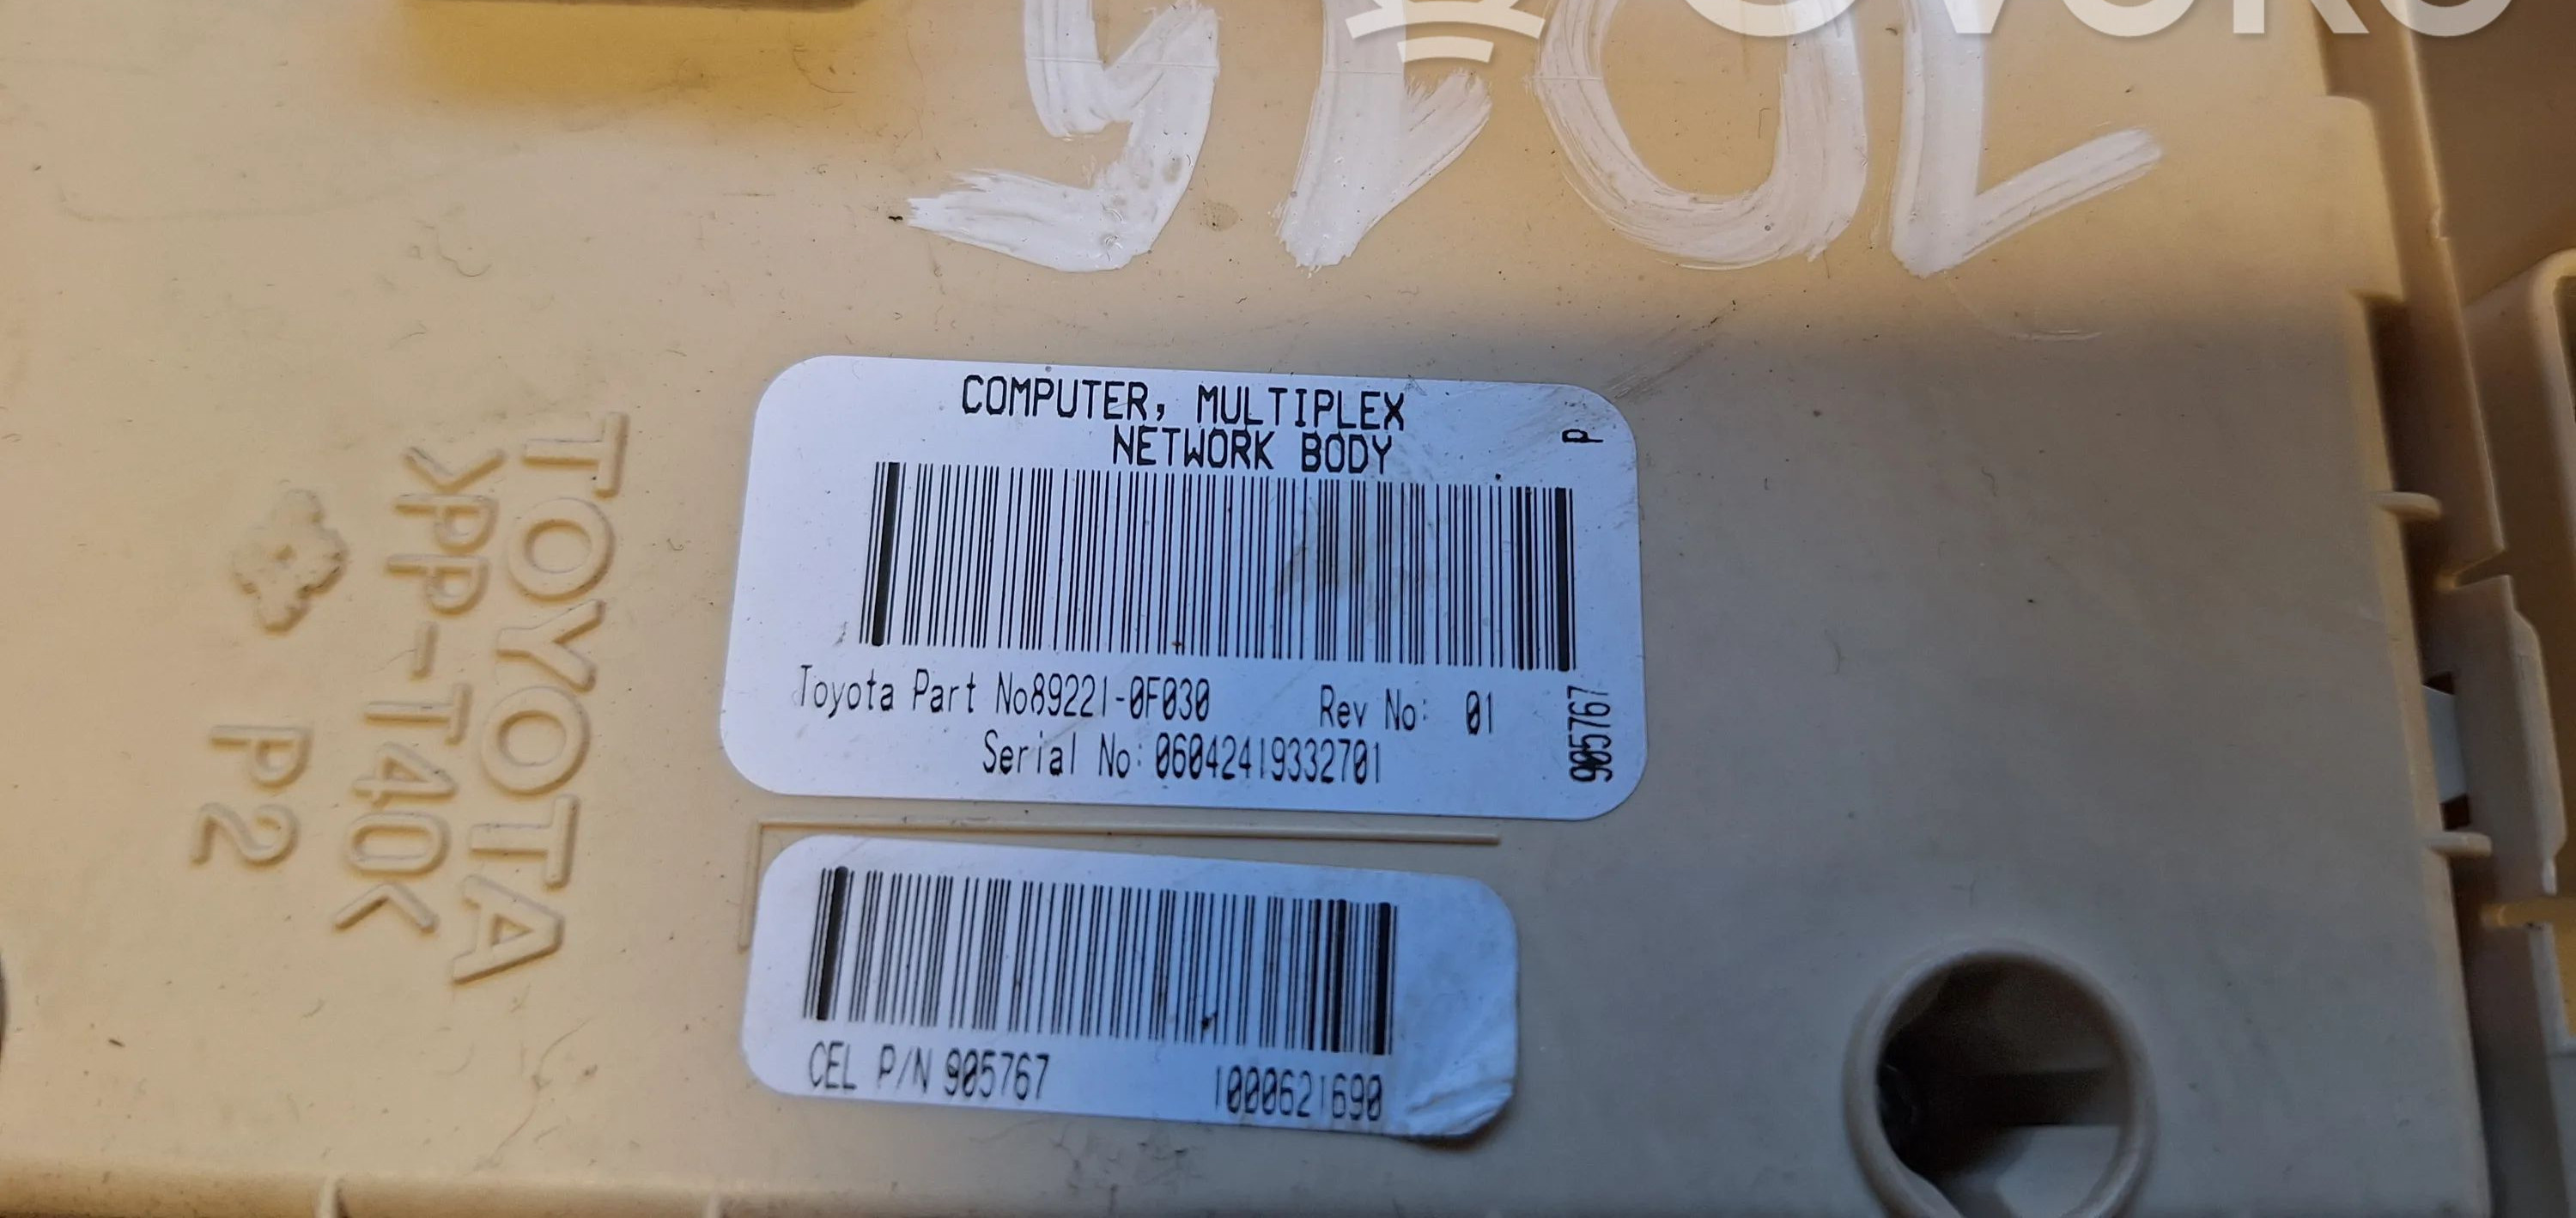 COMPUTER, MULTIPLEX
NETWORK BODY
P
Toyota Part No89221-0F030 Rev No: 01
Serial No:06042419332701
905767
CEL P/N 905767 1000621690
TOYOTA
>PP-T40<
P2